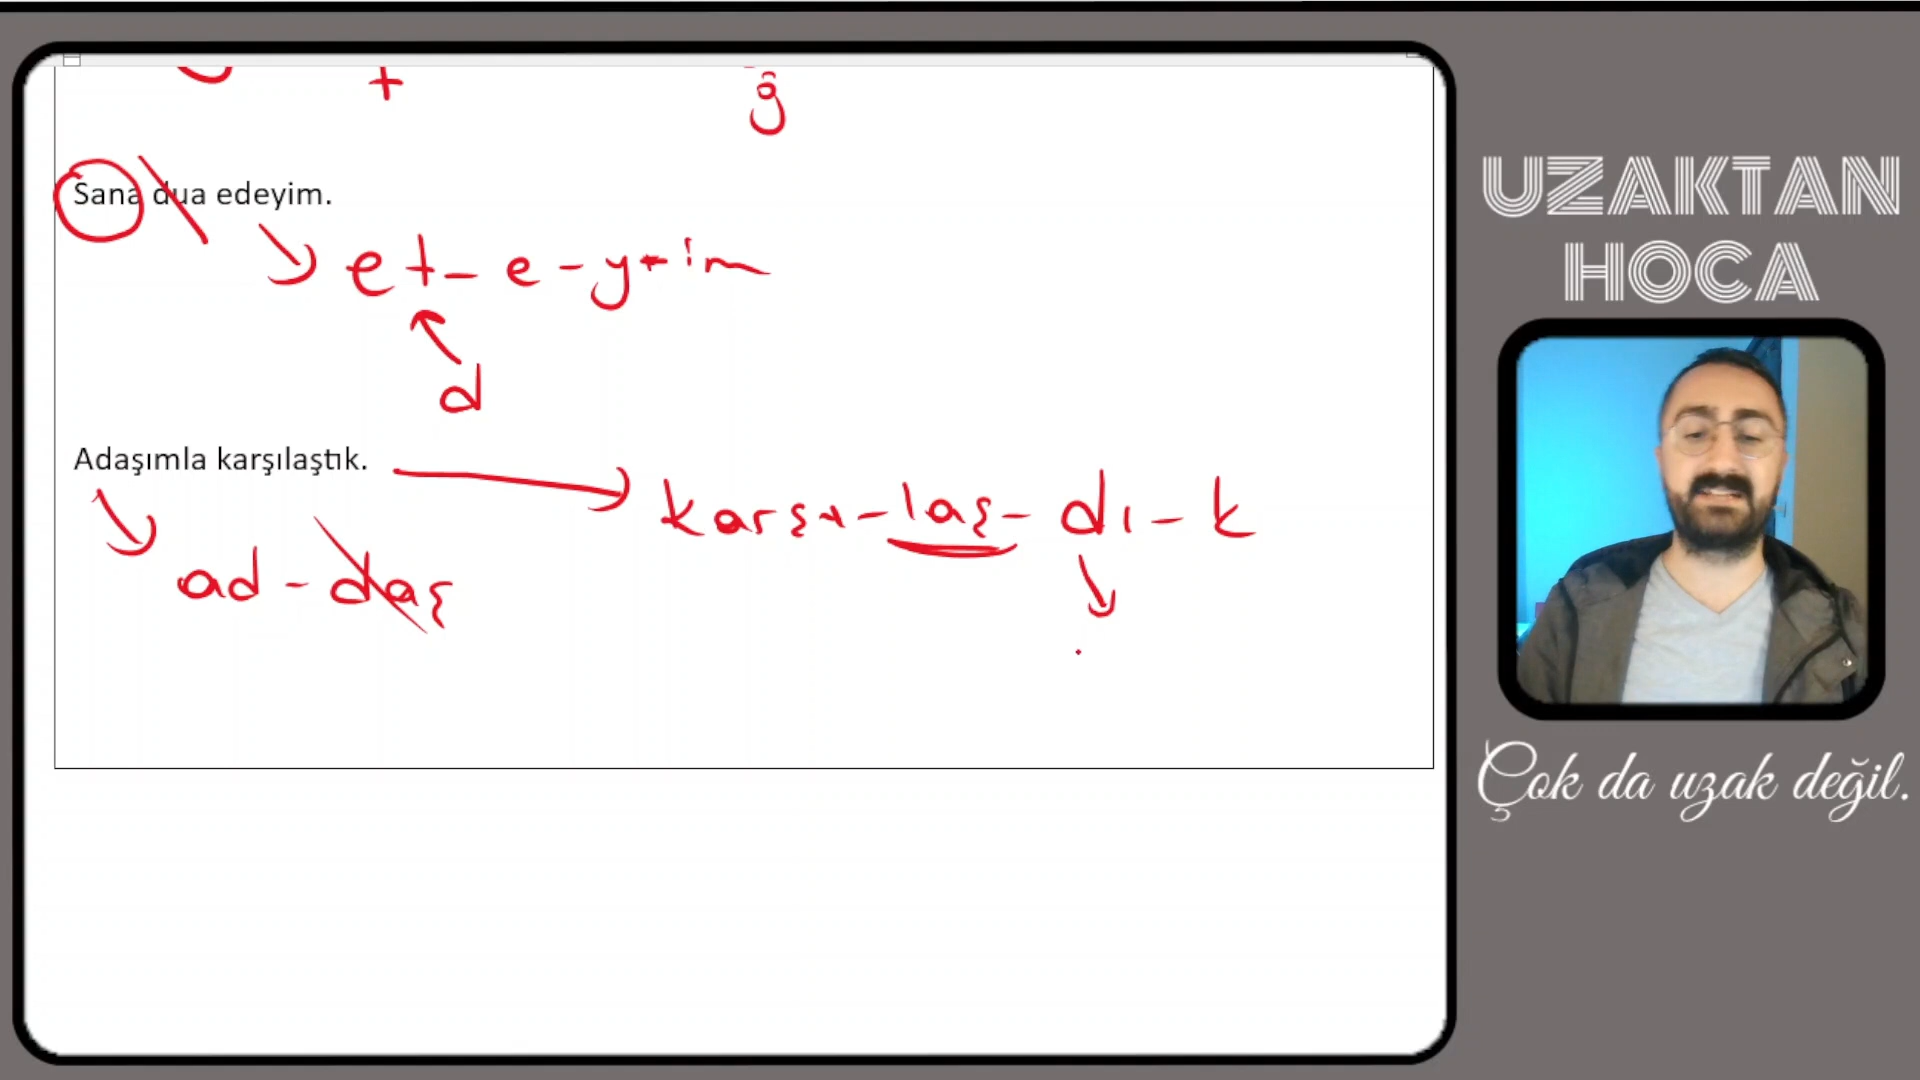 t
ğ
Sana dua edeyim.
et - e - y - im
d
Adaşımla karşılaştık.
karşı - laş - dı - k
ad - daş
UZAKTAN
HOCA
Çok da uzak değil.